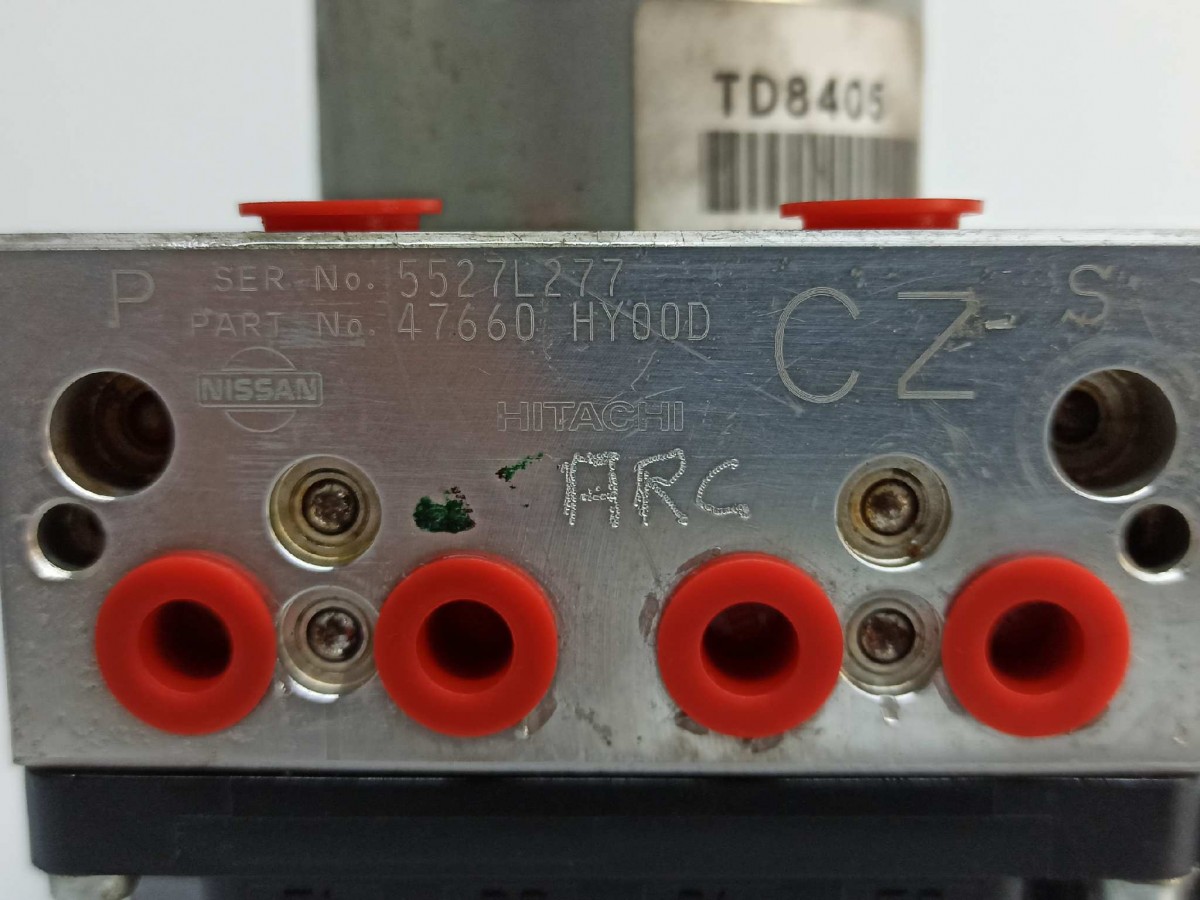 TD8405
P
SER No. 5527L277
PART No. 47660 HY00D
CZ
S
NISSAN
HITACHI
ARC